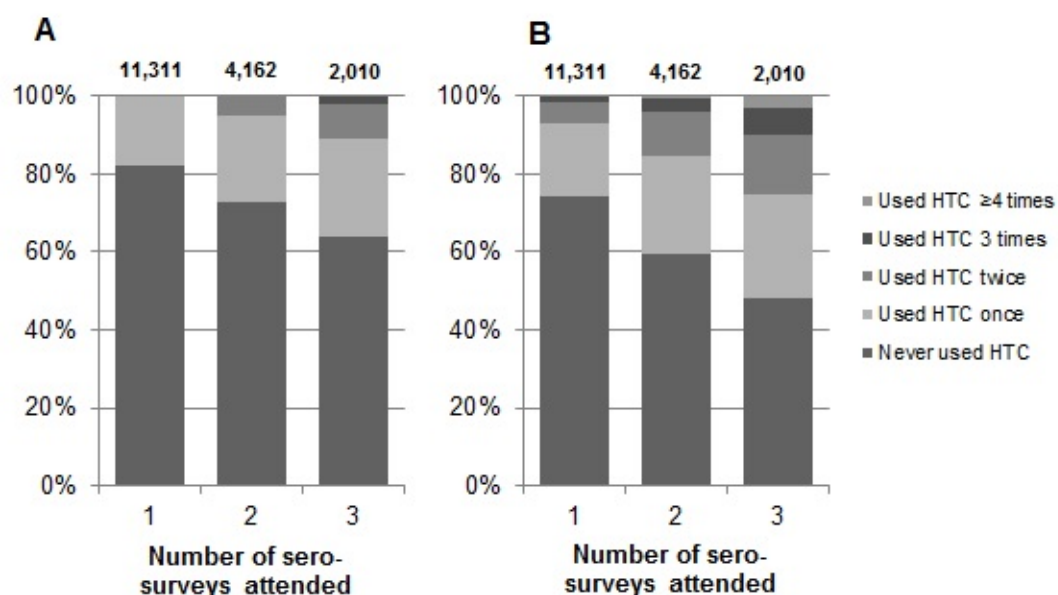 A
11,311 4,162 2,010
100%
80%
60%
40%
20%
0%
1 2 3
Number of sero-
surveys attended
B
11,311 4,162 2,010
100%
80%
60%
40%
20%
0%
1 2 3
Number of sero-
surveys attended
Used HTC ≥4 times
Used HTC 3 times
Used HTC twice
Used HTC once
Never used HTC